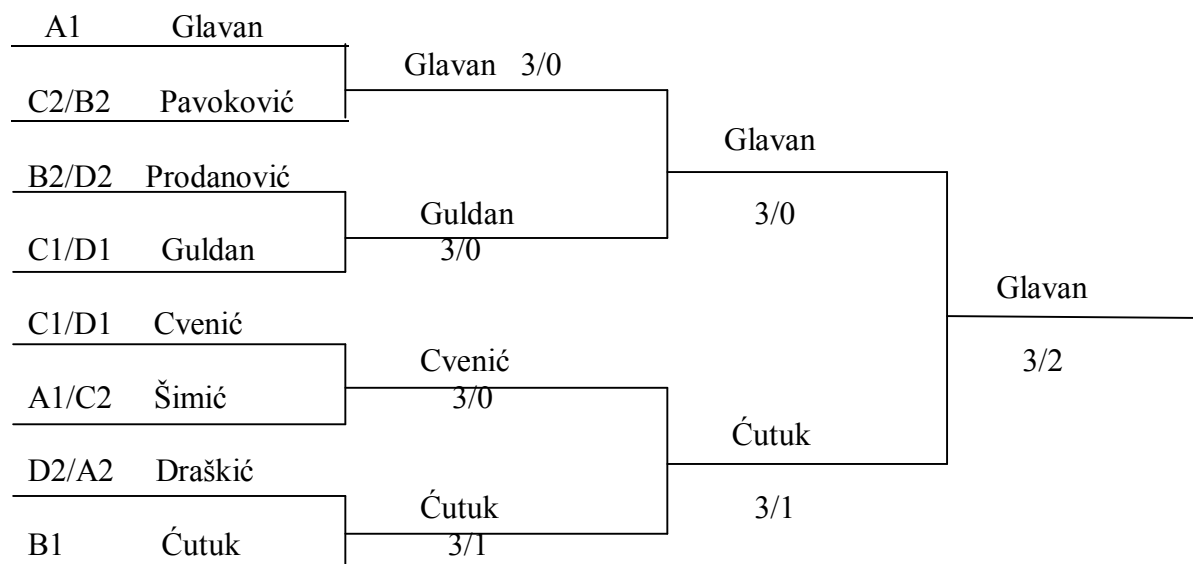 A1 Glavan
Glavan 3/0
C2/B2 Pavoković
Glavan
B2/D2 Prodanović
Guldan
3/0
3/0
C1/D1 Guldan
Glavan
C1/D1 Cvenić
Cvenić
3/2
3/0
A1/C2 Šimić
Ćutuk
D2/A2 Draškić
Ćutuk
3/1
3/1
B1 Ćutuk